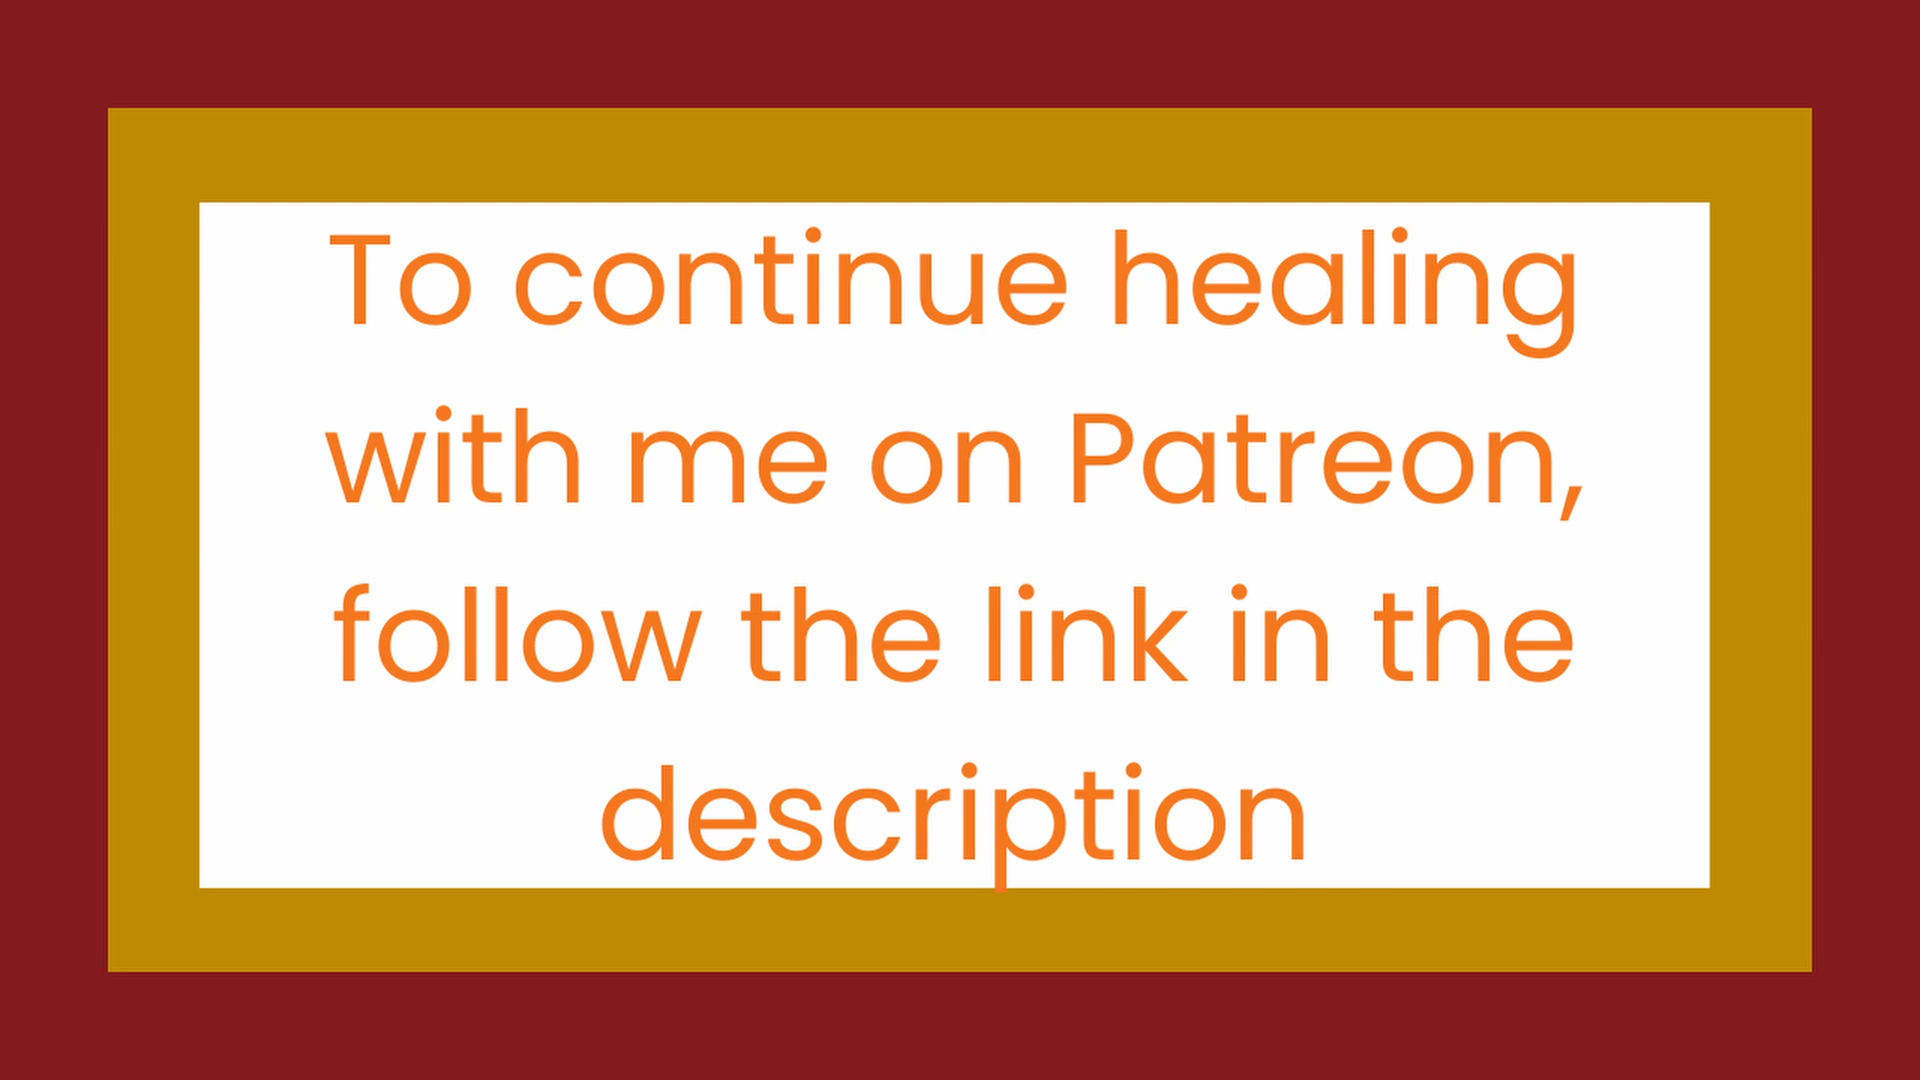 To continue healing
with me on Patreon,
follow the link in the
description